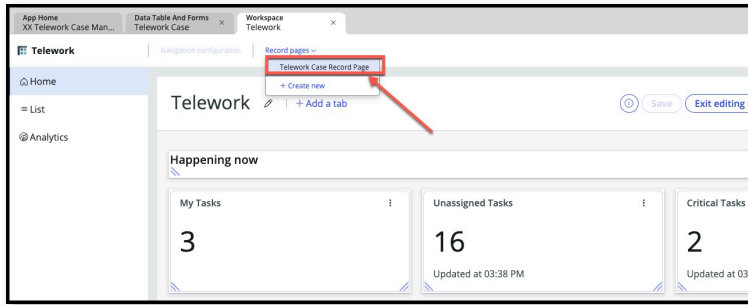 App Home
XX Telework Case Man...
Data Table And Forms
Telework Case
Workspace
Telework
Telework
Navigation configuration
Record pages
Telework Case Record Page
+ Create new
Home
List
Analytics
Telework
+ Add a tab
Save
Exit editing
Happening now
My Tasks
3
Unassigned Tasks
16
Updated at 03:38 PM
Critical Tasks
2
Updated at 03